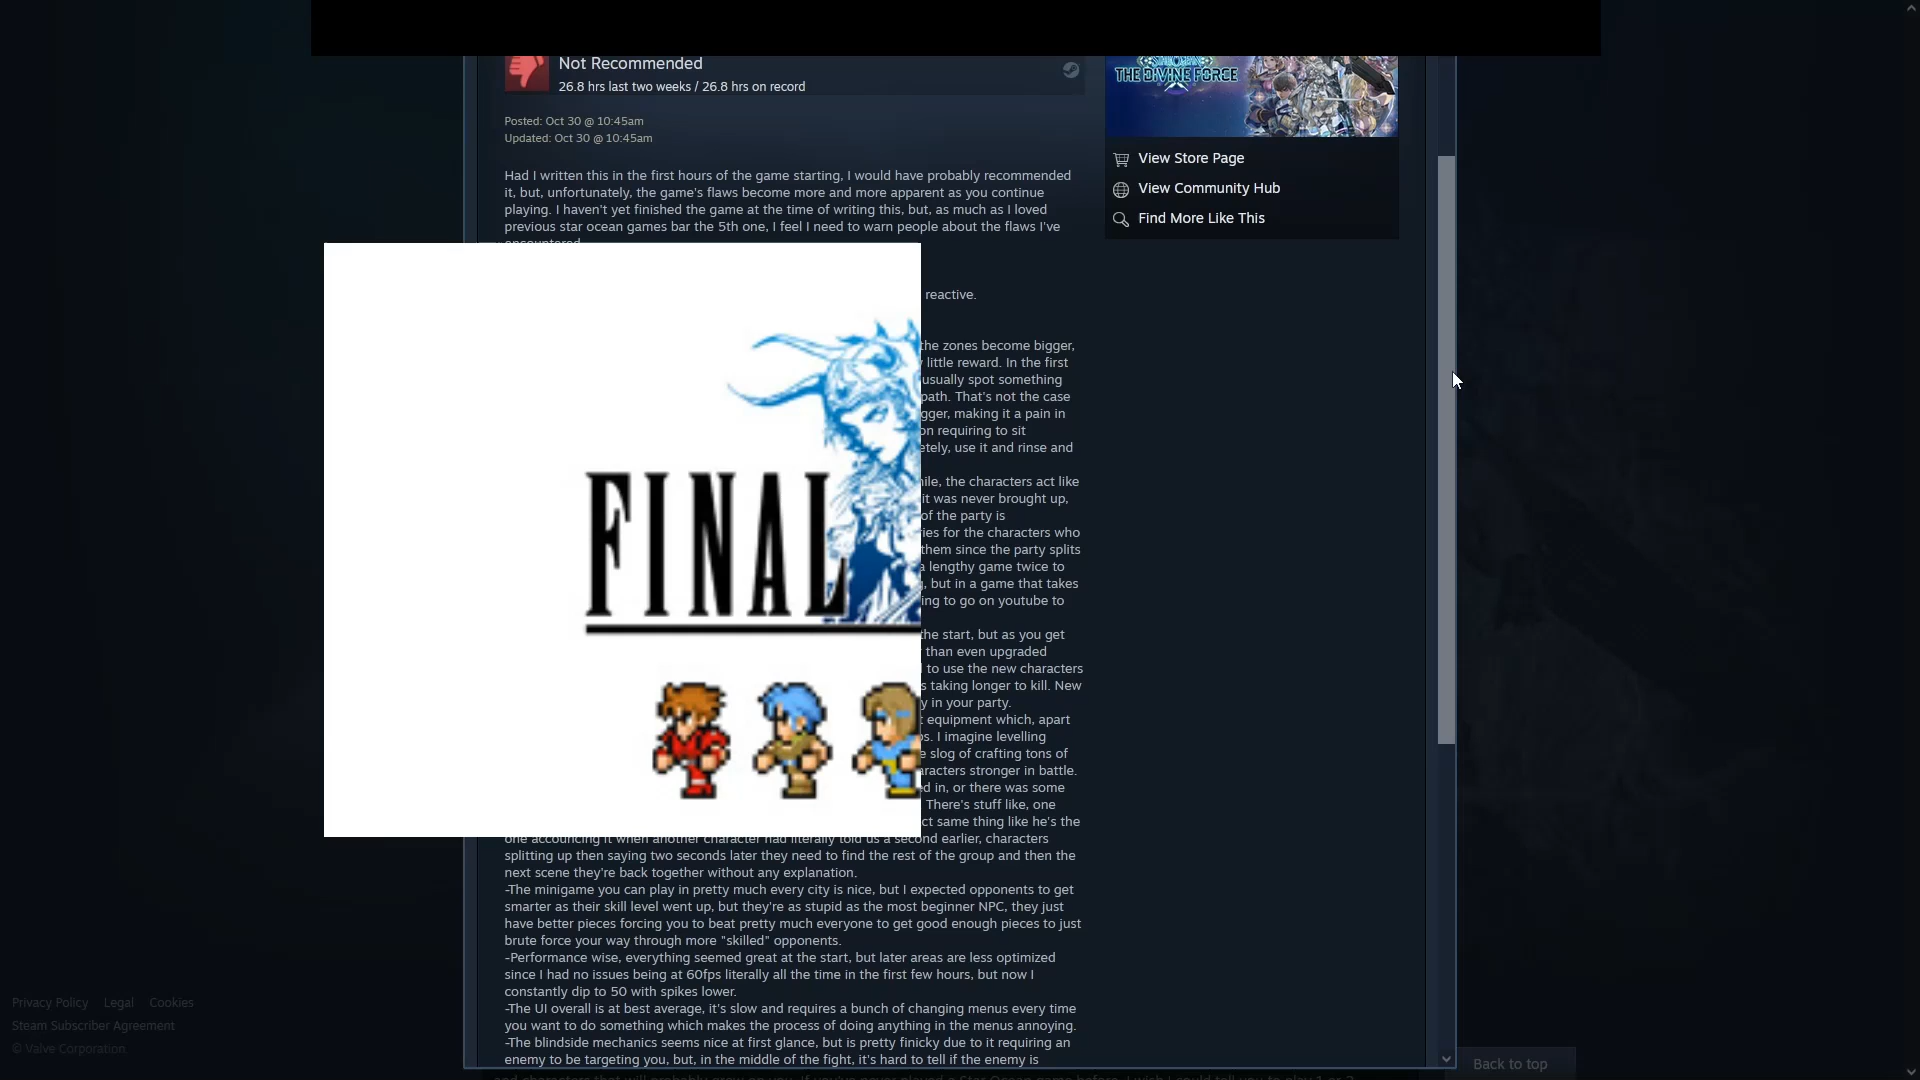 Not Recommended
26.8 hrs last two weeks / 26.8 hrs on record
THE DIVINE FORCE
Posted: Oct 30 @ 10:45am
Updated: Oct 30 @ 10:45am
View Store Page
View Community Hub
Find More Like This
Had I written this in the first hours of the game starting, I would have probably recommended
it, but, unfortunately, the game's flaws become more and more apparent as you continue
playing. I haven't yet finished the game at the time of writing this, but, as much as I loved
previous star ocean games bar the 5th one, I feel I need to warn people about the flaws I've
encountered.
reactive.
the zones become bigger,
little reward. In the first
usually spot something
path. That's not the case
gger, making it a pain in
on requiring to sit
etely, use it and rinse and
hile, the characters act like
it was never brought up,
of the party is
ies for the characters who
them since the party splits
a lengthy game twice to
, but in a game that takes
ing to go on youtube to
the start, but as you get
than even upgraded
to use the new characters
s taking longer to kill. New
y in your party.
equipment which, apart
os. I imagine levelling
e slog of crafting tons of
aracters stronger in battle.
ed in, or there was some
There's stuff like, one
ct same thing like he's the
FINAL
one accouncing it when another character had literally told us a second earlier, characters
splitting up then saying two seconds later they need to find the rest of the group and then the
next scene they're back together without any explanation.
-The minigame you can play in pretty much every city is nice, but I expected opponents to get
smarter as their skill level went up, but they're as stupid as the most beginner NPC, they just
have better pieces forcing you to beat pretty much everyone to get good enough pieces to just
brute force your way through more "skilled" opponents.
-Performance wise, everything seemed great at the start, but later areas are less optimized
since I had no issues being at 60fps literally all the time in the first few hours, but now I
constantly dip to 50 with spikes lower.
-The UI overall is at best average, it's slow and requires a bunch of changing menus every time
you want to do something which makes the process of doing anything in the menus annoying.
-The blindside mechanics seems nice at first glance, but is pretty finicky due to it requiring an
enemy to be targeting you, but, in the middle of the fight, it's hard to tell if the enemy is
Privacy Policy Legal Cookies
Steam Subscriber Agreement
© Valve Corporation
Back to top